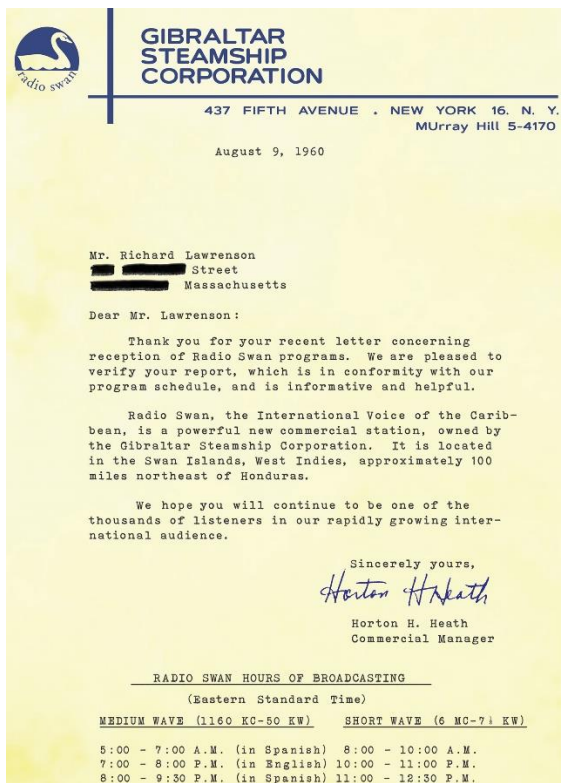 radio swan
GIBRALTAR
STEAMSHIP
CORPORATION
437 FIFTH AVENUE . NEW YORK 16. N. Y.
MUrray Hill 5-4170
August 9, 1960
Mr. Richard Lawrenson
Street
Massachusetts
Dear Mr. Lawrenson:
Thank you for your recent letter concerning
reception of Radio Swan programs. We are pleased to
verify your report, which is in conformity with our
program schedule, and is informative and helpful.
Radio Swan, the International Voice of the Carib-
bean, is a powerful new commercial station, owned by
the Gibraltar Steamship Corporation. It is located
in the Swan Islands, West Indies, approximately 100
miles northeast of Honduras.
We hope you will continue to be one of the
thousands of listeners in our rapidly growing inter-
national audience.
Sincerely yours,
Horton H Heath
Horton H. Heath
Commercial Manager
RADIO SWAN HOURS OF BROADCASTING
(Eastern Standard Time)
MEDIUM WAVE (1160 KC-50 KW) SHORT WAVE (6 MC-7½ KW)
5:00 - 7:00 A.M. (in Spanish) 8:00 - 10:00 A.M.
7:00 - 8:00 P.M. (in English) 10:00 - 11:00 P.M.
8:00 - 9:30 P.M. (in Spanish) 11:00 - 12:30 P.M.